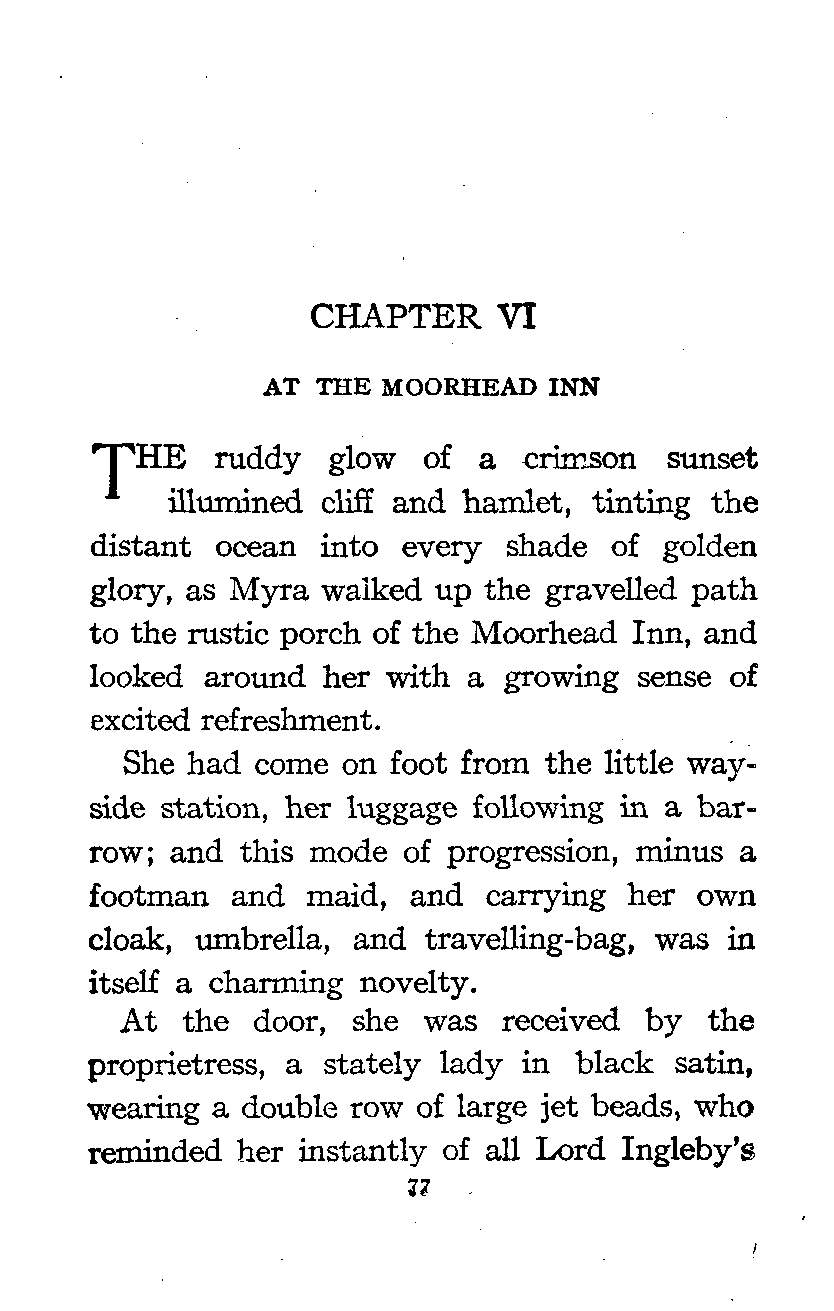 CHAPTER VI
AT THE MOORHEAD INN
THE ruddy glow of a crimson sunset
illumined cliff and hamlet, tinting the
distant ocean into every shade of golden
glory, as Myra walked up the gravelled path
to the rustic porch of the Moorhead Inn, and
looked around her with a growing sense of
excited refreshment.
She had come on foot from the little way-
side station, her luggage following in a bar-
row; and this mode of progression, minus a
footman and maid, and carrying her own
cloak, umbrella, and travelling-bag, was in
itself a charming novelty.
At the door, she was received by the
proprietress, a stately lady in black satin,
wearing a double row of large jet beads, who
reminded her instantly of all Lord Ingleby's
77